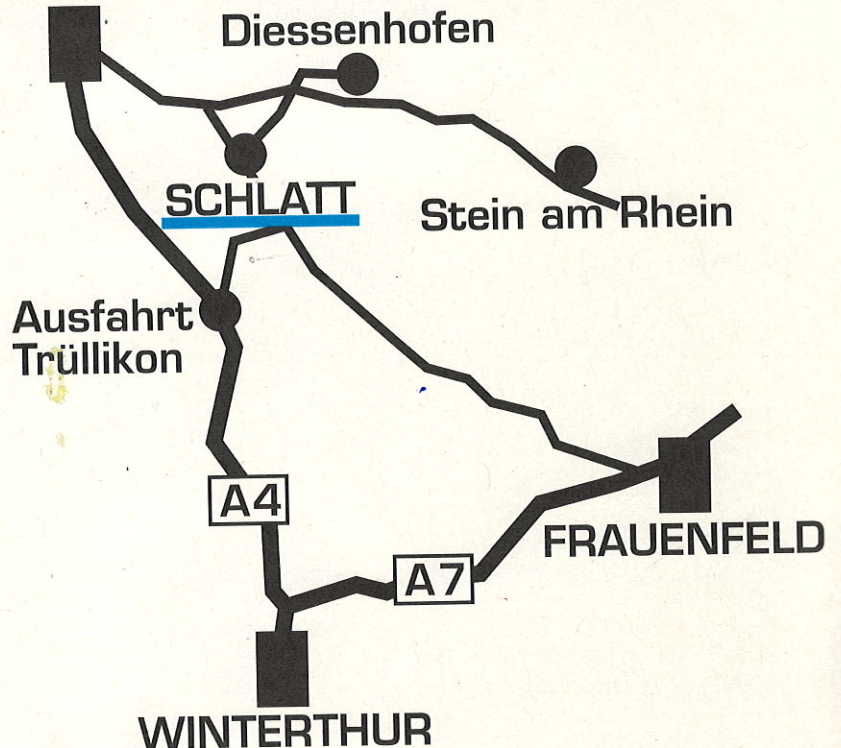 Diessenhofen
SCHLATT
Stein am Rhein
Ausfahrt
Trüllikon
A4
FRAUENFELD
A7
WINTERTHUR